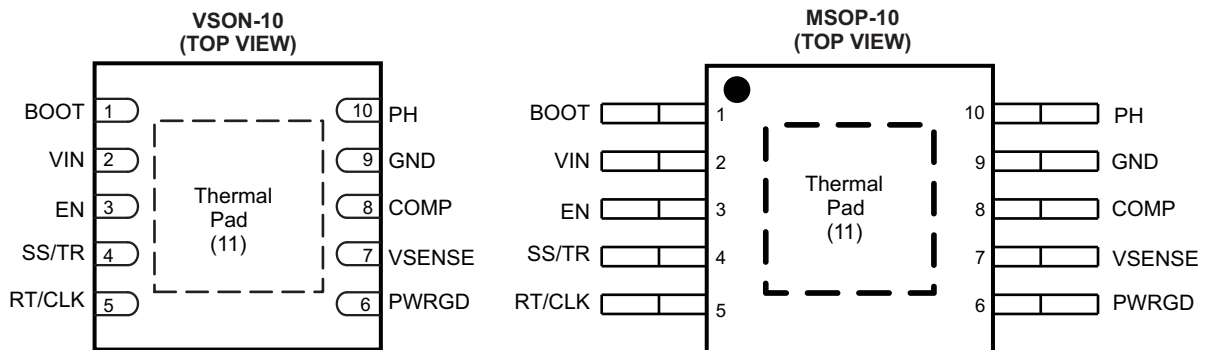 VSON-10
(TOP VIEW)
BOOT 1
VIN 2
EN 3
SS/TR 4
RT/CLK 5
Thermal
Pad
(11)
10 PH
9 GND
8 COMP
7 VSENSE
6 PWRGD
MSOP-10
(TOP VIEW)
BOOT 1
VIN 2
EN 3
SS/TR 4
RT/CLK 5
Thermal
Pad
(11)
10 PH
9 GND
8 COMP
7 VSENSE
6 PWRGD